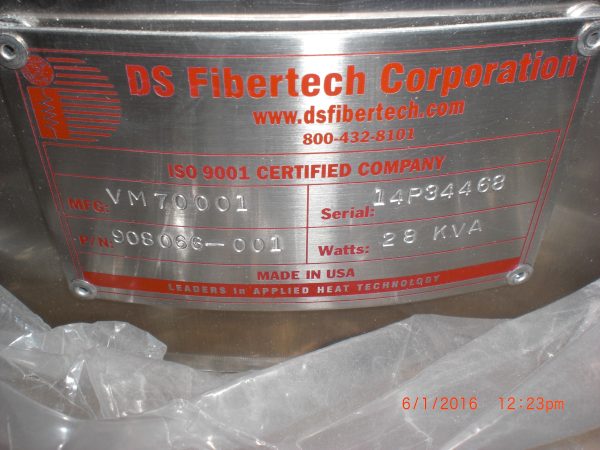 DS Fibertech Corporation
www.dsfibertech.com
800-432-8101
ISO 9001 CERTIFIED COMPANY
MFG: VM70001 Serial: 14P34468
P/N: 908066-001 Watts: 28 KVA
MADE IN USA
LEADERS in APPLIED HEAT TECHNOLOGY
6/1/2016 12:23pm